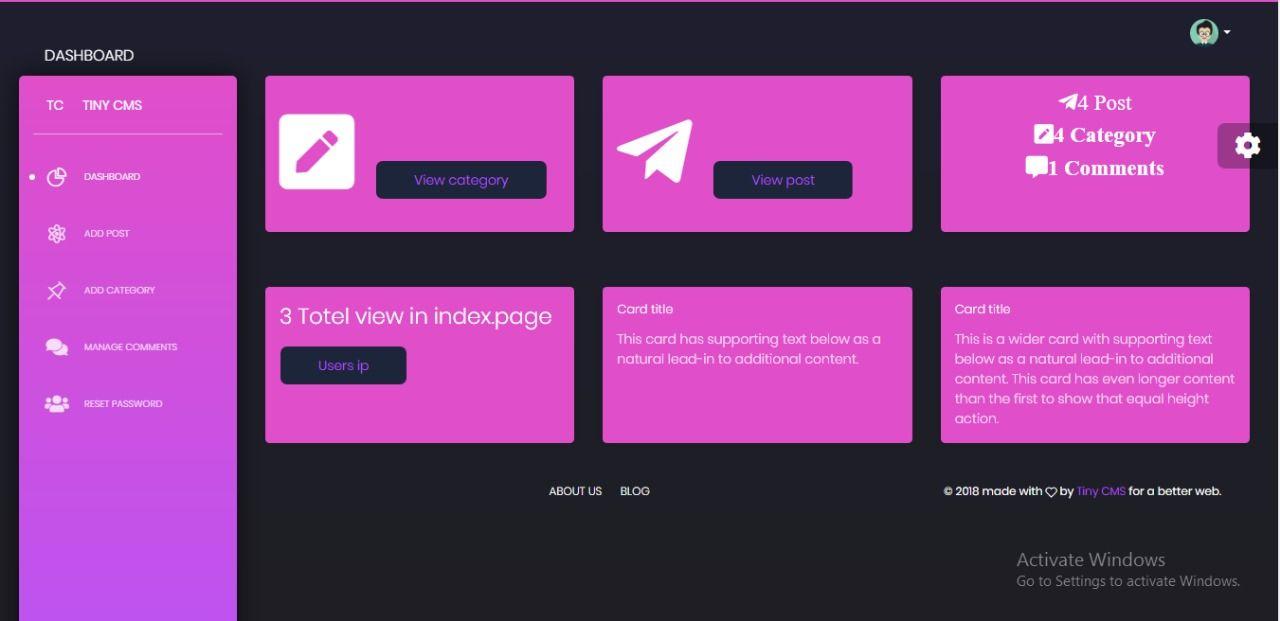 DASHBOARD
TC TINY CMS
DASHBOARD
ADD POST
ADD CATEGORY
MANAGE COMMENTS
RESET PASSWORD
View category
View post
4 Post
4 Category
1 Comments
3 Totel view in index.page
Users ip
Card title
This card has supporting text below as a
natural lead-in to additional content.
Card title
This is a wider card with supporting text
below as a natural lead-in to additional
content. This card has even longer content
than the first to show that equal height
action.
ABOUT US BLOG
© 2018 made with by Tiny CMS for a better web.
Activate Windows
Go to Settings to activate Windows.